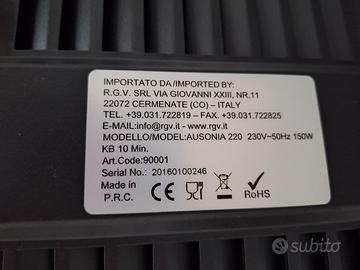 IMPORTATO DA/IMPORTED BY:
R.G.V. SRL VIA GIOVANNI XXIII, NR.11
22072 CERMENATE (CO) – ITALY
TEL. +39.031.722819 – FAX. +39.031.722825
E-MAIL:info@rgv.it - www.rgv.it
MODELLO/MODEL:AUSONIA 220 230V~50Hz 150W
KB 10 Min.
Art.Code:90001
Serial No.: 20160100246
Made in
P.R.C.
CE
RoHS
subito